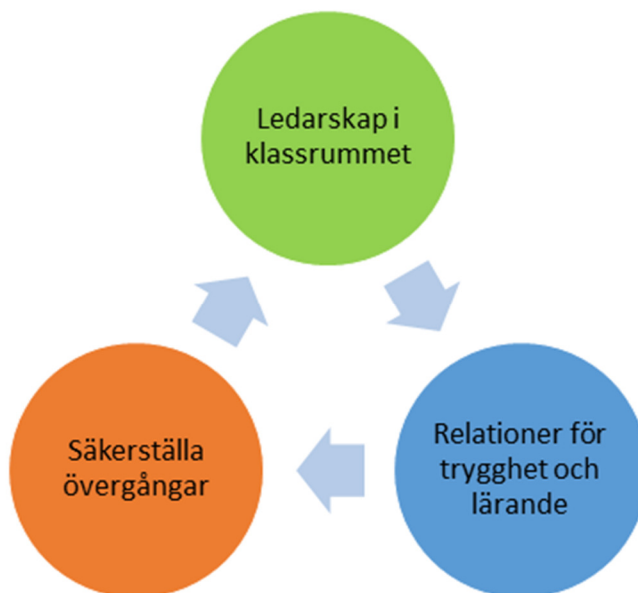 Ledarskap i
klassrummet
Relationer för
trygghet och
lärande
Säkerställa
övergångar